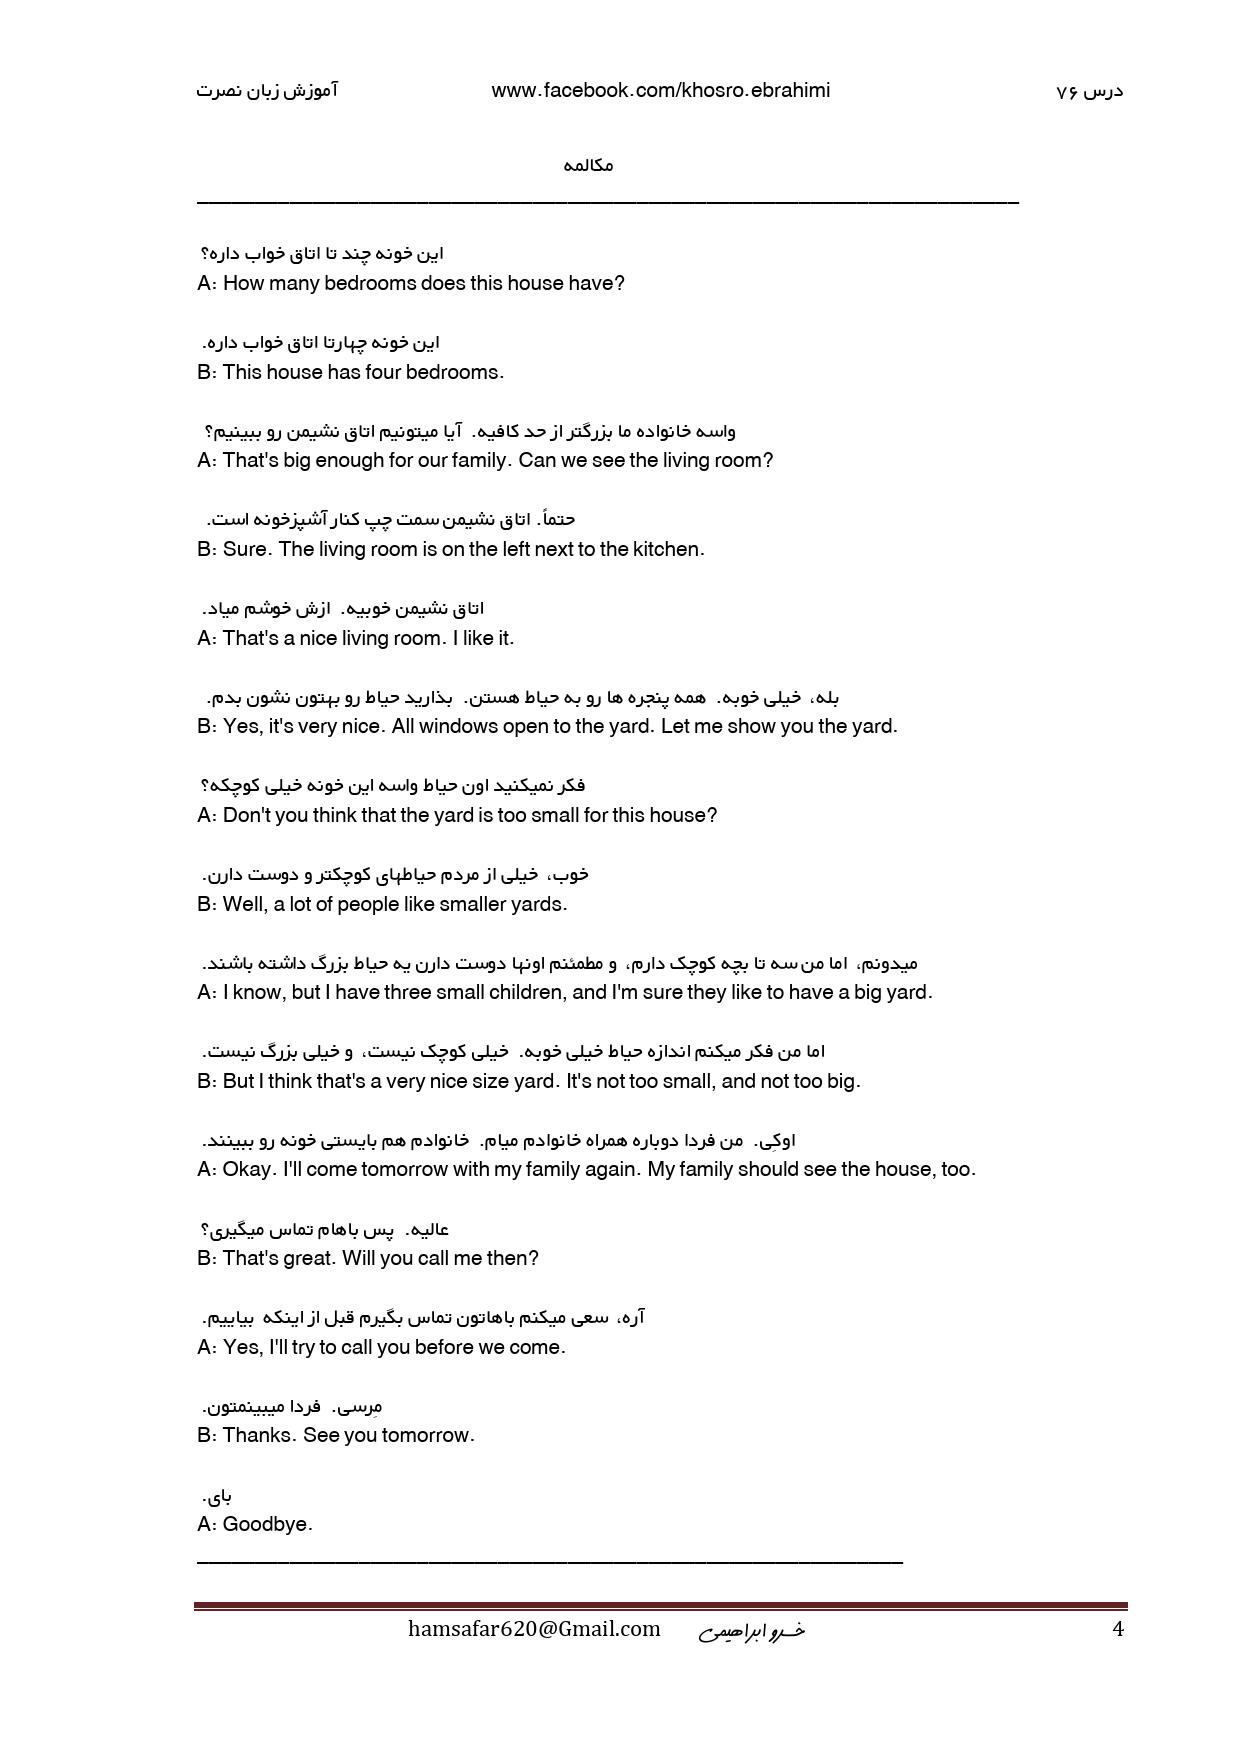 درس ۷۶ www.facebook.com/khosro.ebrahimi آموزش زبان نصرت
مکالمه
این خونه چند تا اتاق خواب داره؟
A: How many bedrooms does this house have?
این خونه چهارتا اتاق خواب داره.
B: This house has four bedrooms.
واسه خانواده ما بزرگتر از حد کافیه. آیا میتونیم اتاق نشیمن رو ببینیم؟
A: That's big enough for our family. Can we see the living room?
حتماً. اتاق نشیمن سمت چپ کنار آشپزخونه است.
B: Sure. The living room is on the left next to the kitchen.
اتاق نشیمن خوبیه. ازش خوشم میاد.
A: That's a nice living room. I like it.
بله، خیلی خوبه. همه پنجره ها رو به حیاط هستن. بذارید حیاط رو بهتون نشون بدم.
B: Yes, it's very nice. All windows open to the yard. Let me show you the yard.
فکر نمیکنید اون حیاط واسه این خونه خیلی کوچکه؟
A: Don't you think that the yard is too small for this house?
خوب، خیلی از مردم حیاطهای کوچکتر و دوست دارن.
B: Well, a lot of people like smaller yards.
میدونم، اما من سه تا بچه کوچک دارم، و مطمئنم اونها دوست دارن یه حیاط بزرگ داشته باشند.
A: I know, but I have three small children, and I'm sure they like to have a big yard.
اما من فکر میکنم اندازه حیاط خیلی خوبه. خیلی کوچک نیست، و خیلی بزرگ نیست.
B: But I think that's a very nice size yard. It's not too small, and not too big.
اوکِی. من فردا دوباره همراه خانوادم میام. خانوادم هم بایستی خونه رو ببینند.
A: Okay. I'll come tomorrow with my family again. My family should see the house, too.
عالیه. پس باهام تماس میگیری؟
B: That's great. Will you call me then?
آره، سعی میکنم باهاتون تماس بگیرم قبل از اینکه بیاییم.
A: Yes, I'll try to call you before we come.
مِرسی. فردا میبینمتون.
B: Thanks. See you tomorrow.
بای.
A: Goodbye.
hamsafar620@Gmail.com خسرو ابراهیمی 4